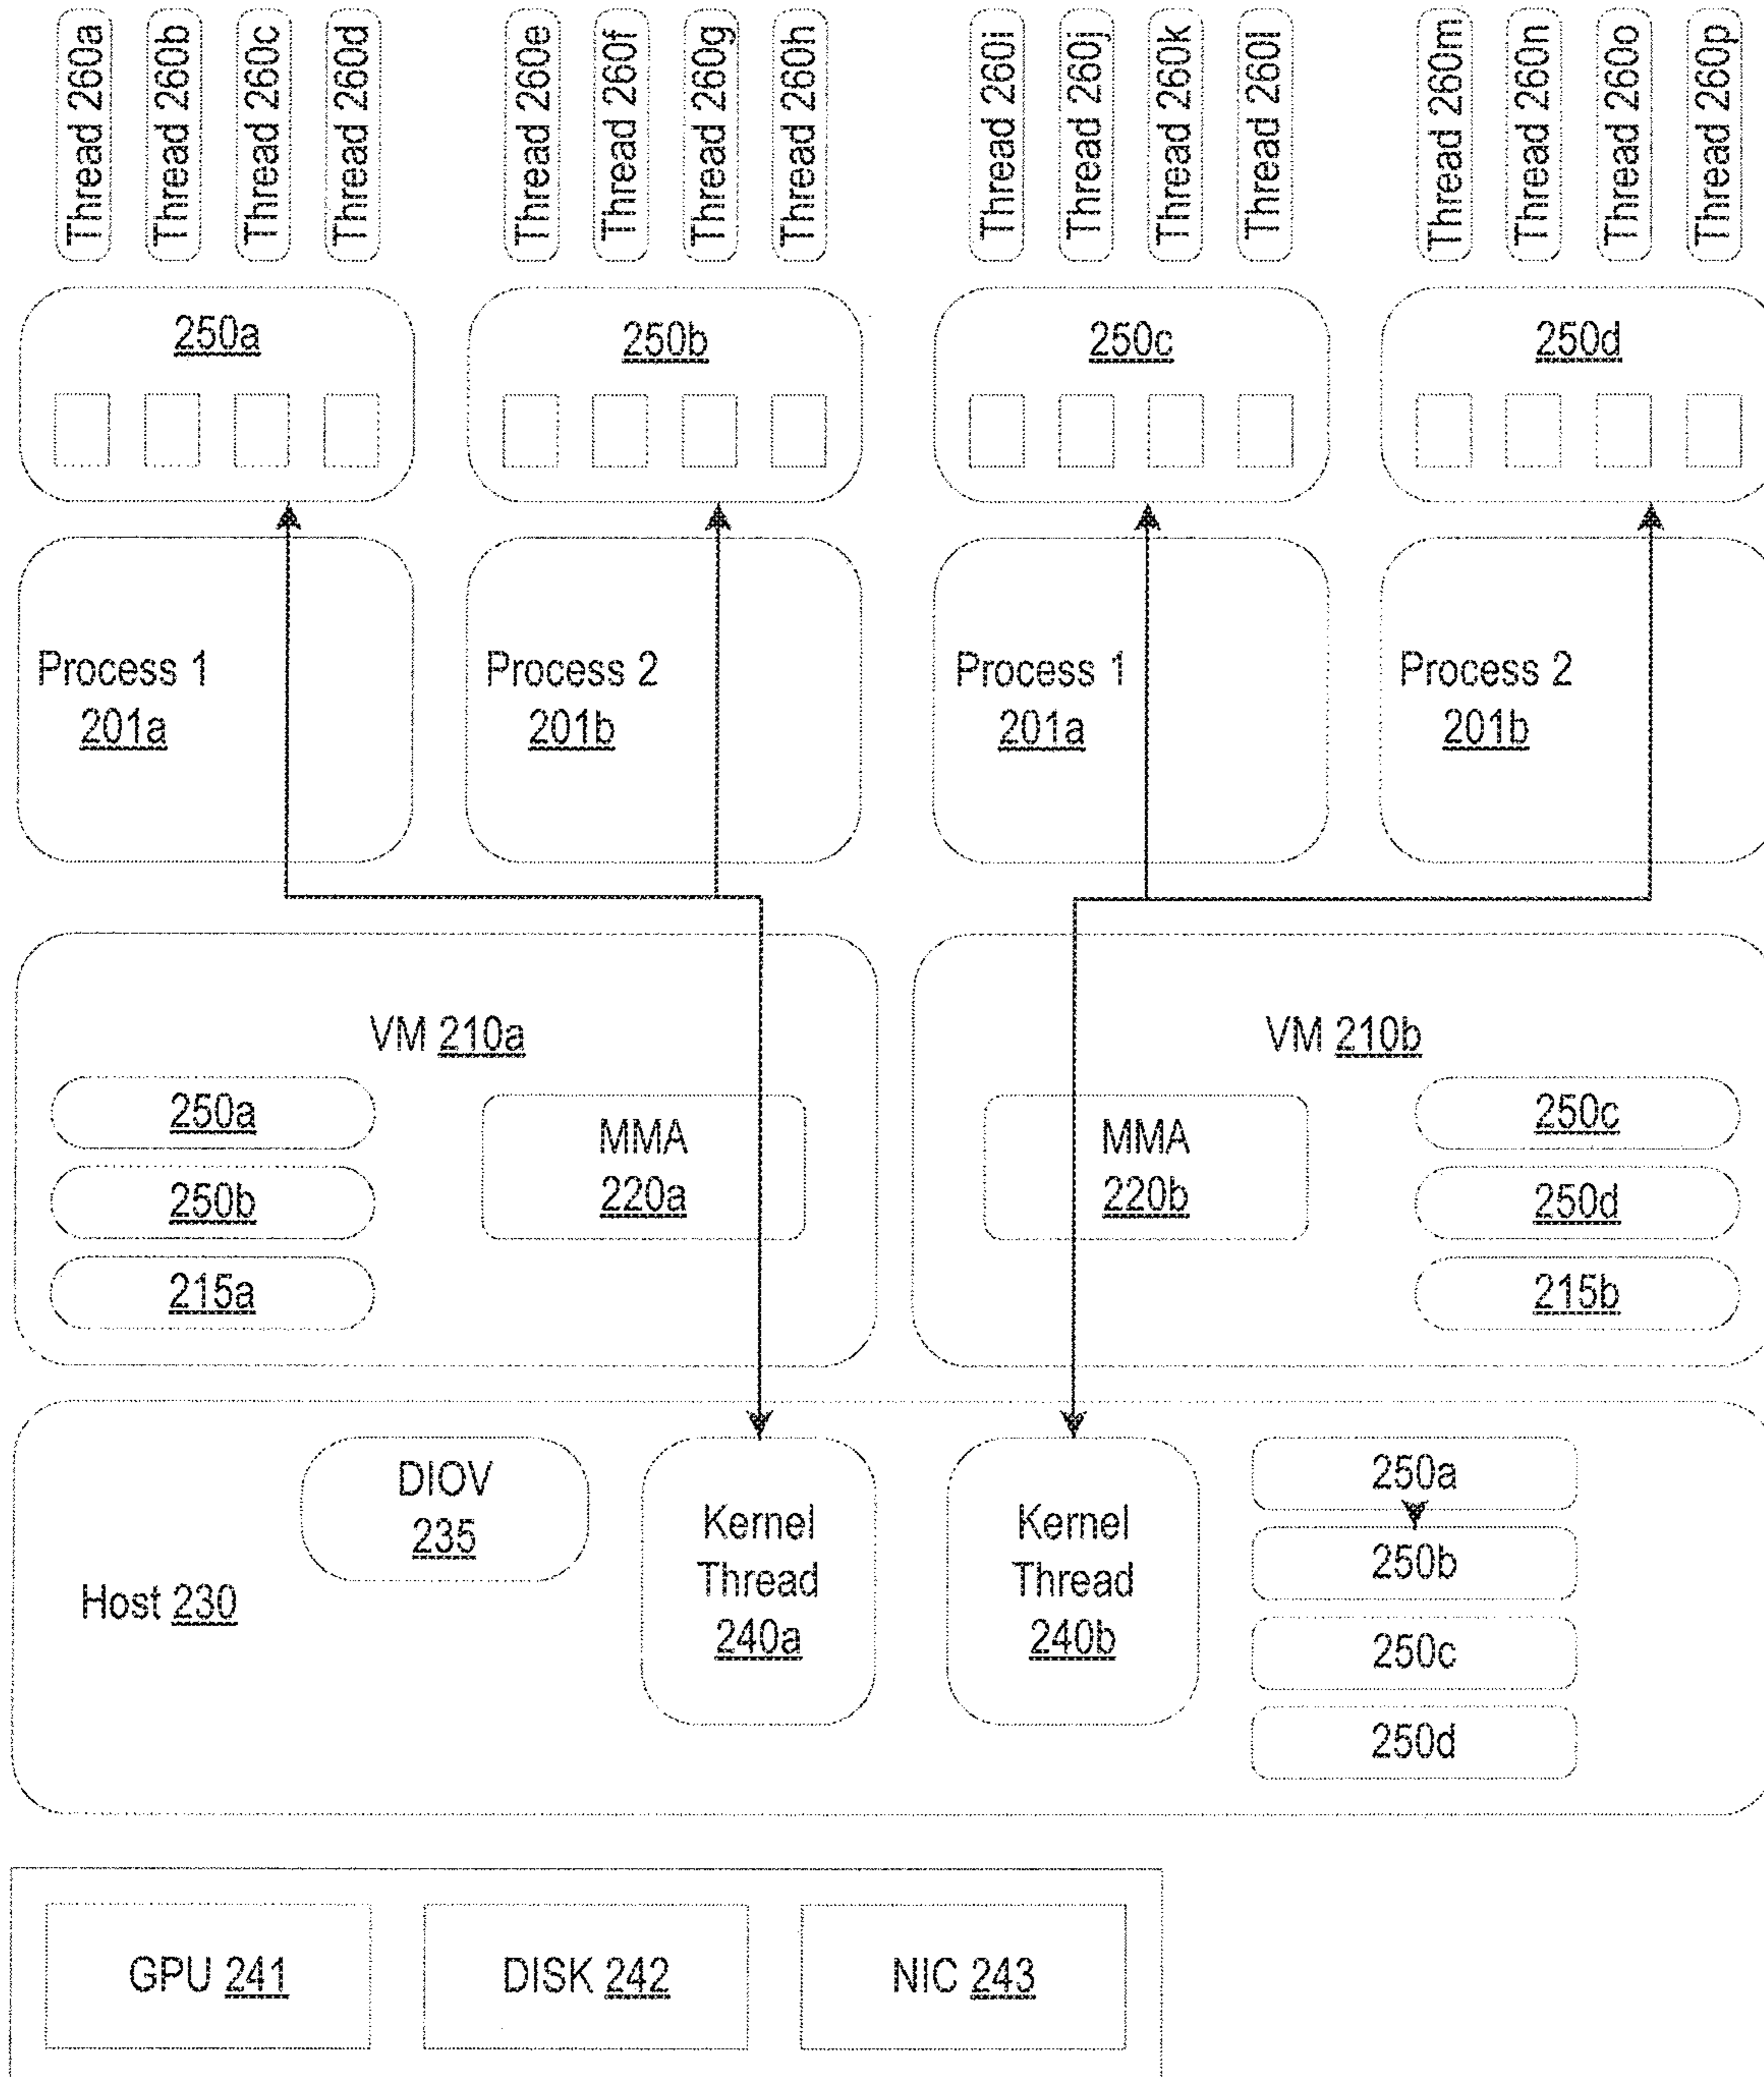 Thread 260a
Thread 260b
Thread 260c
Thread 260d
Thread 260e
Thread 260f
Thread 260g
Thread 260h
Thread 260i
Thread 260j
Thread 260k
Thread 260l
Thread 260m
Thread 260n
Thread 260o
Thread 260p
250a
250b
250c
250d
Process 1
201a
Process 2
201b
Process 1
201a
Process 2
201b
VM 210a
250a
250b
215a
MMA
220a
VM 210b
MMA
220b
250c
250d
215b
Host 230
DIOV
235
Kernel
Thread
240a
Kernel
Thread
240b
250a
250b
250c
250d
GPU 241
DISK 242
NIC 243